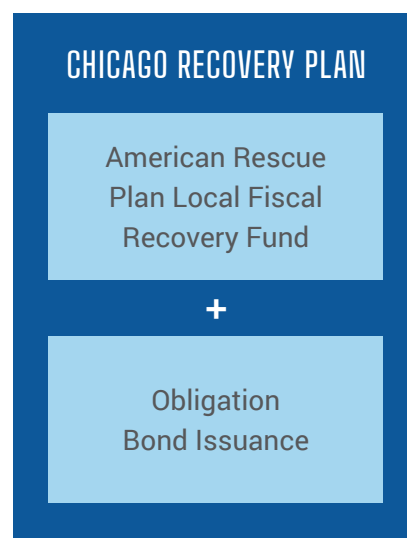 CHICAGO RECOVERY PLAN
American Rescue
Plan Local Fiscal
Recovery Fund
+
Obligation
Bond Issuance